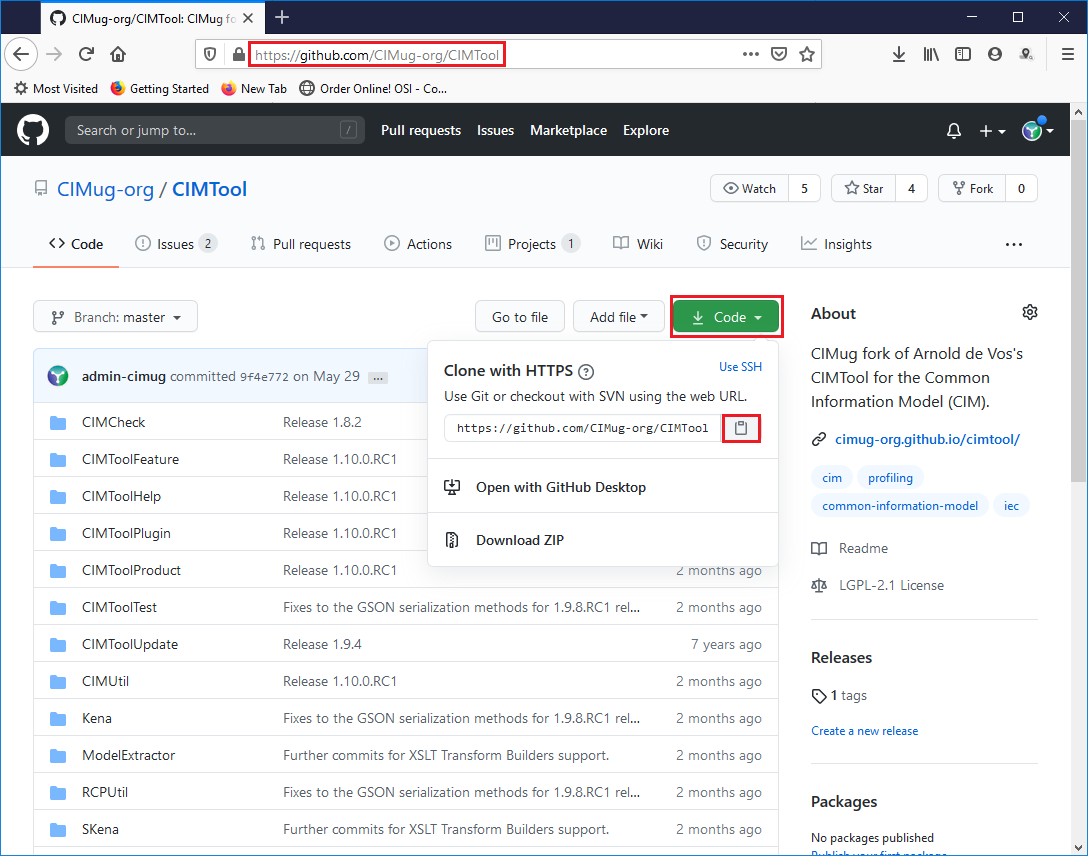 CIMug-org/CIMTool: CIMug fo
https://github.com/CIMug-org/CIMTool
Most Visited Getting Started New Tab Order Online! OSI - Co...
Search or jump to... / Pull requests Issues Marketplace Explore
CIMug-org / CIMTool Watch 5 Star 4 Fork 0
Code Issues 2 Pull requests Actions Projects 1 Wiki Security Insights
Branch: master Go to file Add file Code
admin-cimug committed 9f4e772 on May 29 ...
CIMCheck Release 1.8.2
CIMToolFeature Release 1.10.0.RC1
CIMToolHelp Release 1.10.0.RC1
CIMToolPlugin Release 1.10.0.RC1
CIMToolProduct Release 1.10.0.RC1 2 months ago
CIMToolTest Fixes to the GSON serialization methods for 1.9.8.RC1 rel... 2 months ago
CIMToolUpdate Release 1.9.4 7 years ago
CIMUtil Release 1.10.0.RC1 2 months ago
Kena Fixes to the GSON serialization methods for 1.9.8.RC1 rel... 2 months ago
ModelExtractor Further commits for XSLT Transform Builders support. 2 months ago
RCPUtil Fixes to the GSON serialization methods for 1.9.8.RC1 rel... 2 months ago
SKena Further commits for XSLT Transform Builders support. 2 months ago
Clone with HTTPS ? Use SSH
Use Git or checkout with SVN using the web URL.
https://github.com/CIMug-org/CIMTool
Open with GitHub Desktop
Download ZIP
About
CIMug fork of Arnold de Vos's
CIMTool for the Common
Information Model (CIM).
cimug-org.github.io/cimtool/
cim profiling
common-information-model iec
Readme
LGPL-2.1 License
Releases
1 tags
Create a new release
Packages
No packages published
Publish your first package